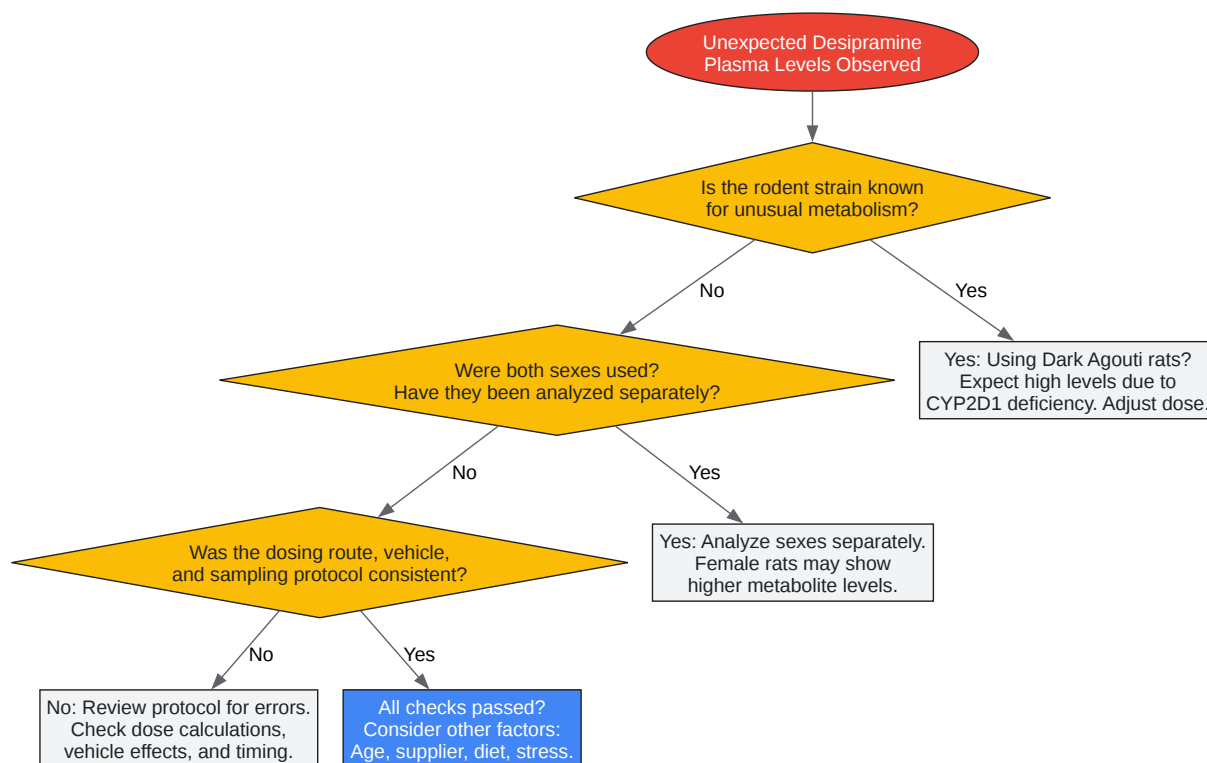 Unexpected Desipramine
Plasma Levels Observed
Is the rodent strain known
for unusual metabolism?
No
Yes
Were both sexes used?
Have they been analyzed separately?
Yes: Using Dark Agouti rats?
Expect high levels due to
CYP2D1 deficiency. Adjust dose.
No
Yes
Was the dosing route, vehicle,
and sampling protocol consistent?
Yes: Analyze sexes separately.
Female rats may show
higher metabolite levels.
No
Yes
No: Review protocol for errors.
Check dose calculations,
vehicle effects, and timing.
All checks passed?
Consider other factors:
Age, supplier, diet, stress.